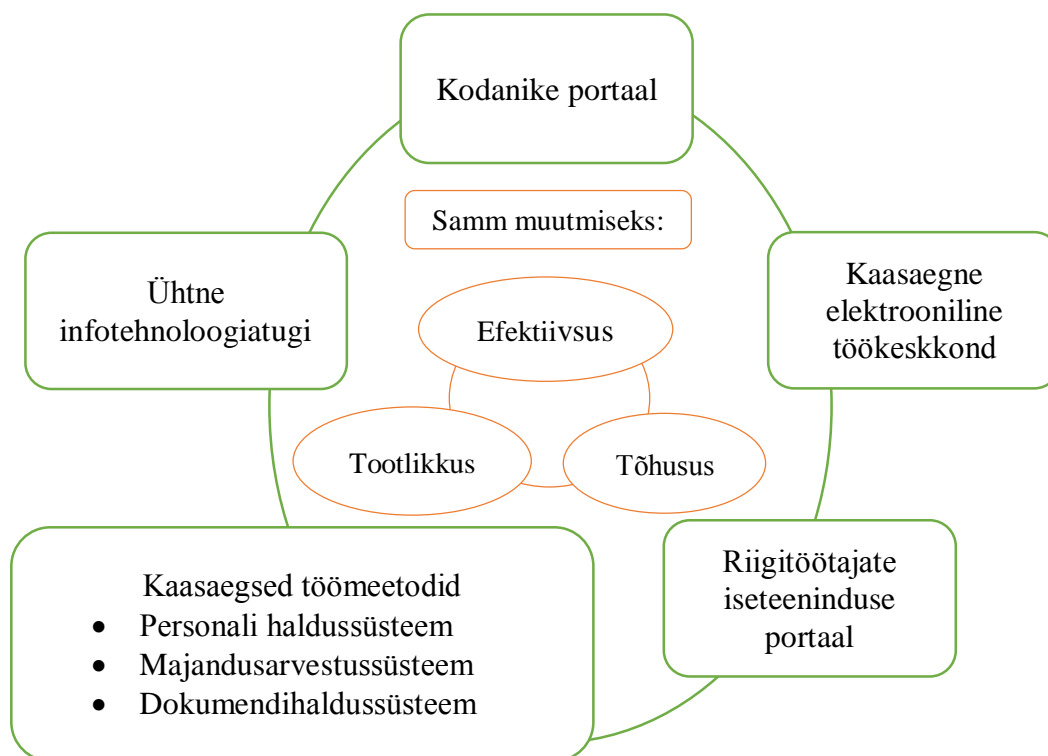 Kodanike portaal
Samm muutmiseks:
Ühtne
infotehnoloogiatugi
Kaasaegne
elektrooniline
töökeskkond
Efektiivsus
Tootlikkus
Tõhusus
Kaasaegsed töömeetodid
• Personali haldussüsteem
• Majandusarvestussüsteem
• Dokumendihaldussüsteem
Riigitöötajate
iseteeninduse
portaal